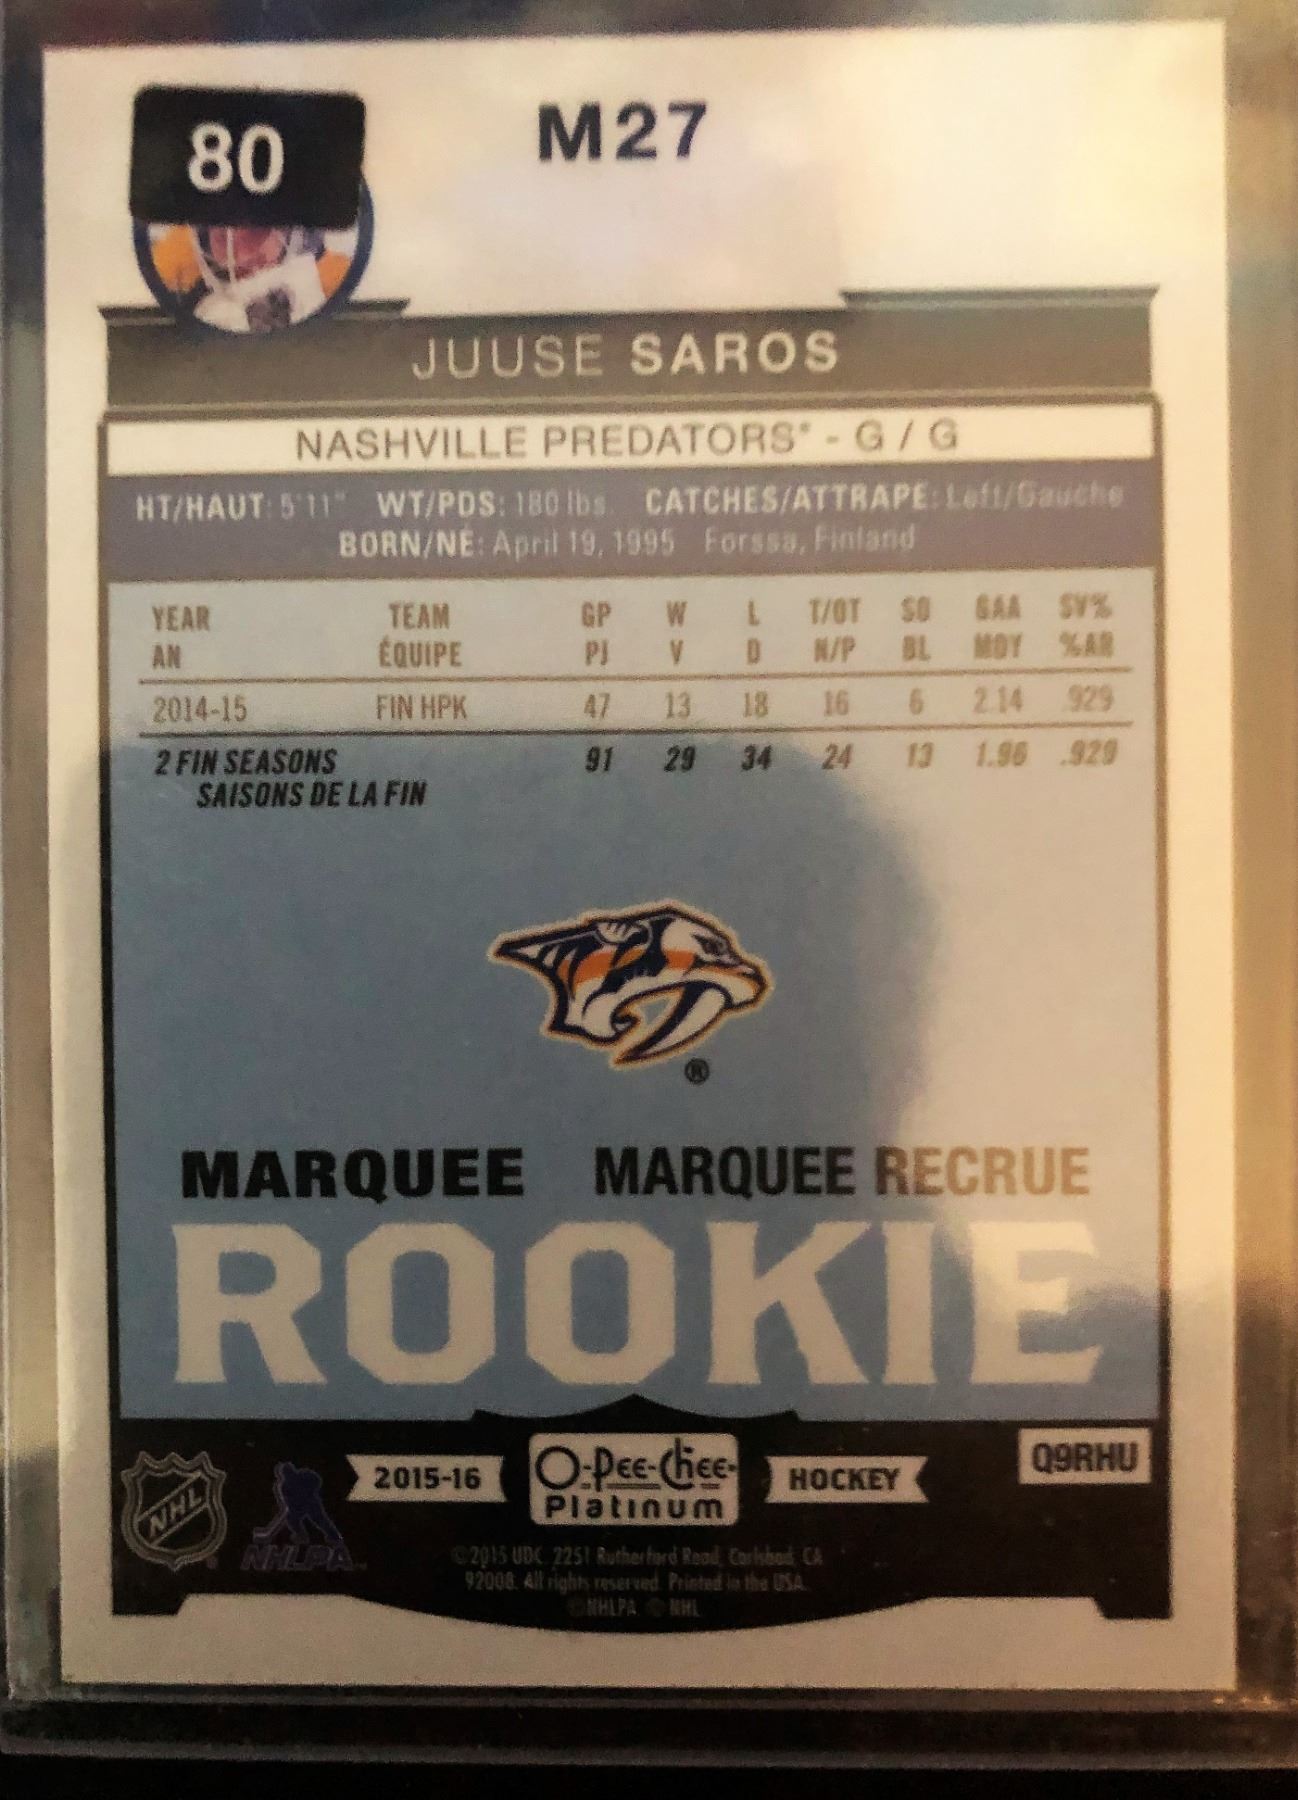 80
M27
JUUSE SAROS
NASHVILLE PREDATORS® - G / G
HT/HAUT: 5'11" WT/PDS: 180 lbs. CATCHES/ATTRAPE: Left/Gauche
BORN/NÉ: April 19, 1995 Forssa, Finland
YEAR TEAM GP W L T/OT SO GAA SV%
AN ÉQUIPE PJ V D N/P BL MOY %AR
2014-15 FIN HPK 47 13 18 16 6 2.14 .929
2 FIN SEASONS 91 29 34 24 13 1.96 .929
SAISONS DE LA FIN
®
MARQUEE MARQUEE RECRUE
ROOKIE
NHL
NHLPA
2015-16 O-Pee-Chee Platinum HOCKEY
Q9RHU
©2015 UDC. 2251 Rutherford Road, Carlsbad, CA
92008. All rights reserved. Printed in the USA.
©NHLPA © NHL